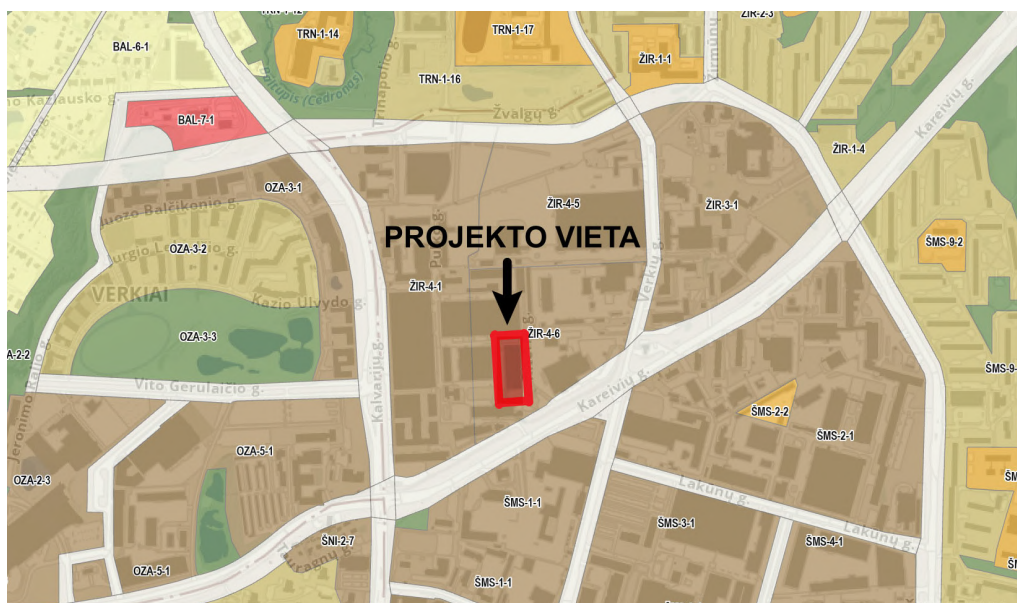 TRN-1-14
TRN-1-17
ŽIR-2-3
BAL-6-1
ŽIR-1-1
TRN-1-16
Žvalgų g.
BAL-7-1
Kareivių g.
ŽIR-1-4
OZA-3-1
Juozo Balčikonio g.
ŽIR-4-5
ŽIR-3-1
PROJEKTO VIETA
ŠMS-9-2
OZA-3-2
VERKIAI
Kazio Ulvydo g.
ŽIR-4-1
Verkių g.
OZA-3-3
ŽIR-4-6
Kalvarijų g.
Vito Gerulaičio g.
Kareivių g.
ŠMS-2-2
ŠMS-2-1
OZA-5-1
OZA-2-3
Lakūnų g.
ŠMS-1-1
ŠMS-3-1
Lakūnų g.
ŠMS-4-1
ŠNI-2-7
OZA-5-1
ŠMS-1-1